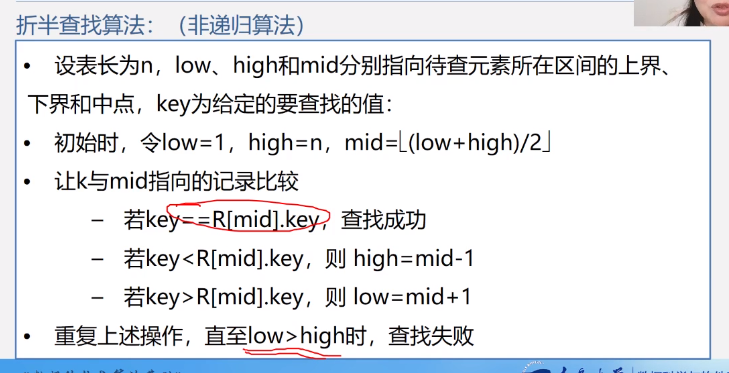 折半查找算法：（非递归算法）
• 设表长为n，low、high和mid分别指向待查元素所在区间的上界、
下界和中点，key为给定的要查找的值：
• 初始时，令low=1，high=n，mid=⌊(low+high)/2⌋
• 让k与mid指向的记录比较
– 若key==R[mid].key，查找成功
– 若key<R[mid].key，则 high=mid-1
– 若key>R[mid].key，则 low=mid+1
• 重复上述操作，直至low>high时，查找失败